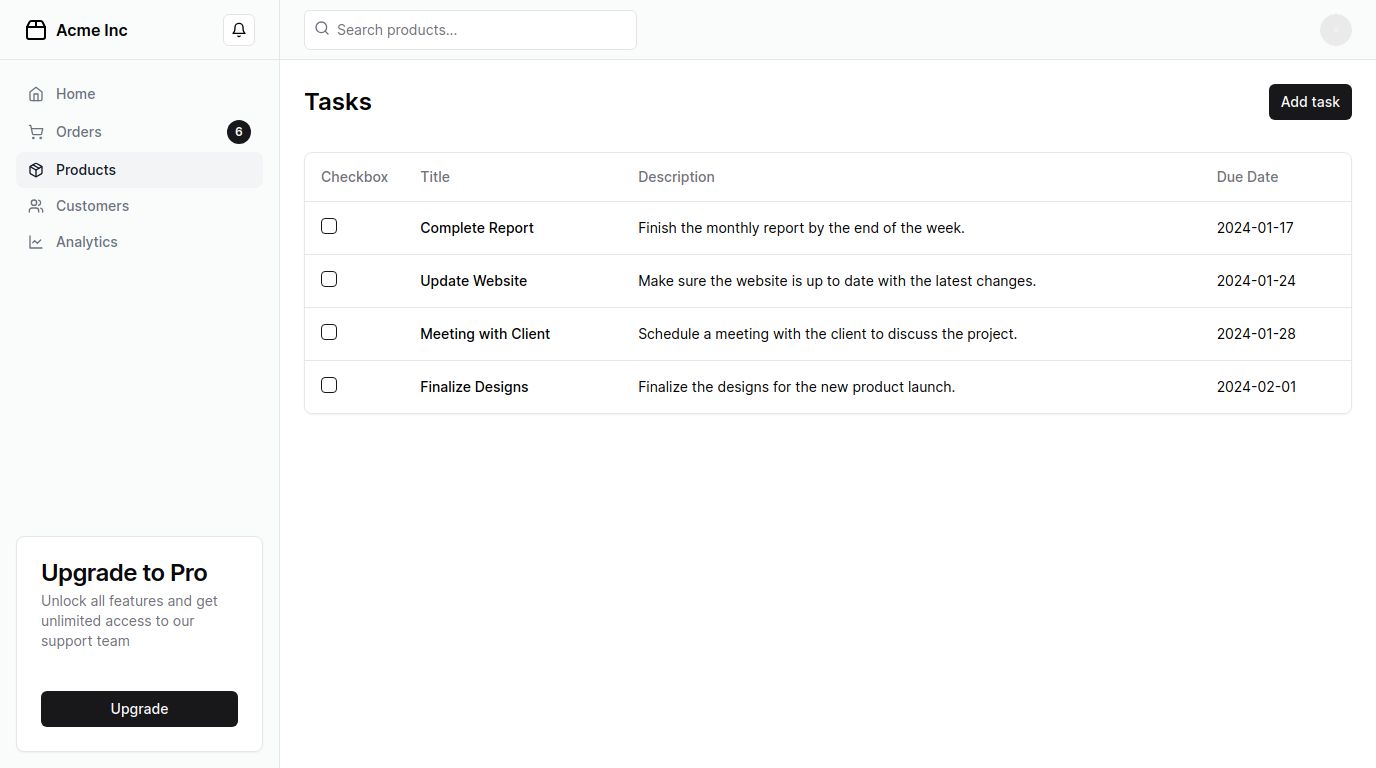 Acme Inc
Search products...
Home
Orders 6
Products
Customers
Analytics
Upgrade to Pro
Unlock all features and get
unlimited access to our
support team
Upgrade
Tasks
Add task
Checkbox Title Description Due Date
Complete Report Finish the monthly report by the end of the week. 2024-01-17
Update Website Make sure the website is up to date with the latest changes. 2024-01-24
Meeting with Client Schedule a meeting with the client to discuss the project. 2024-01-28
Finalize Designs Finalize the designs for the new product launch. 2024-02-01